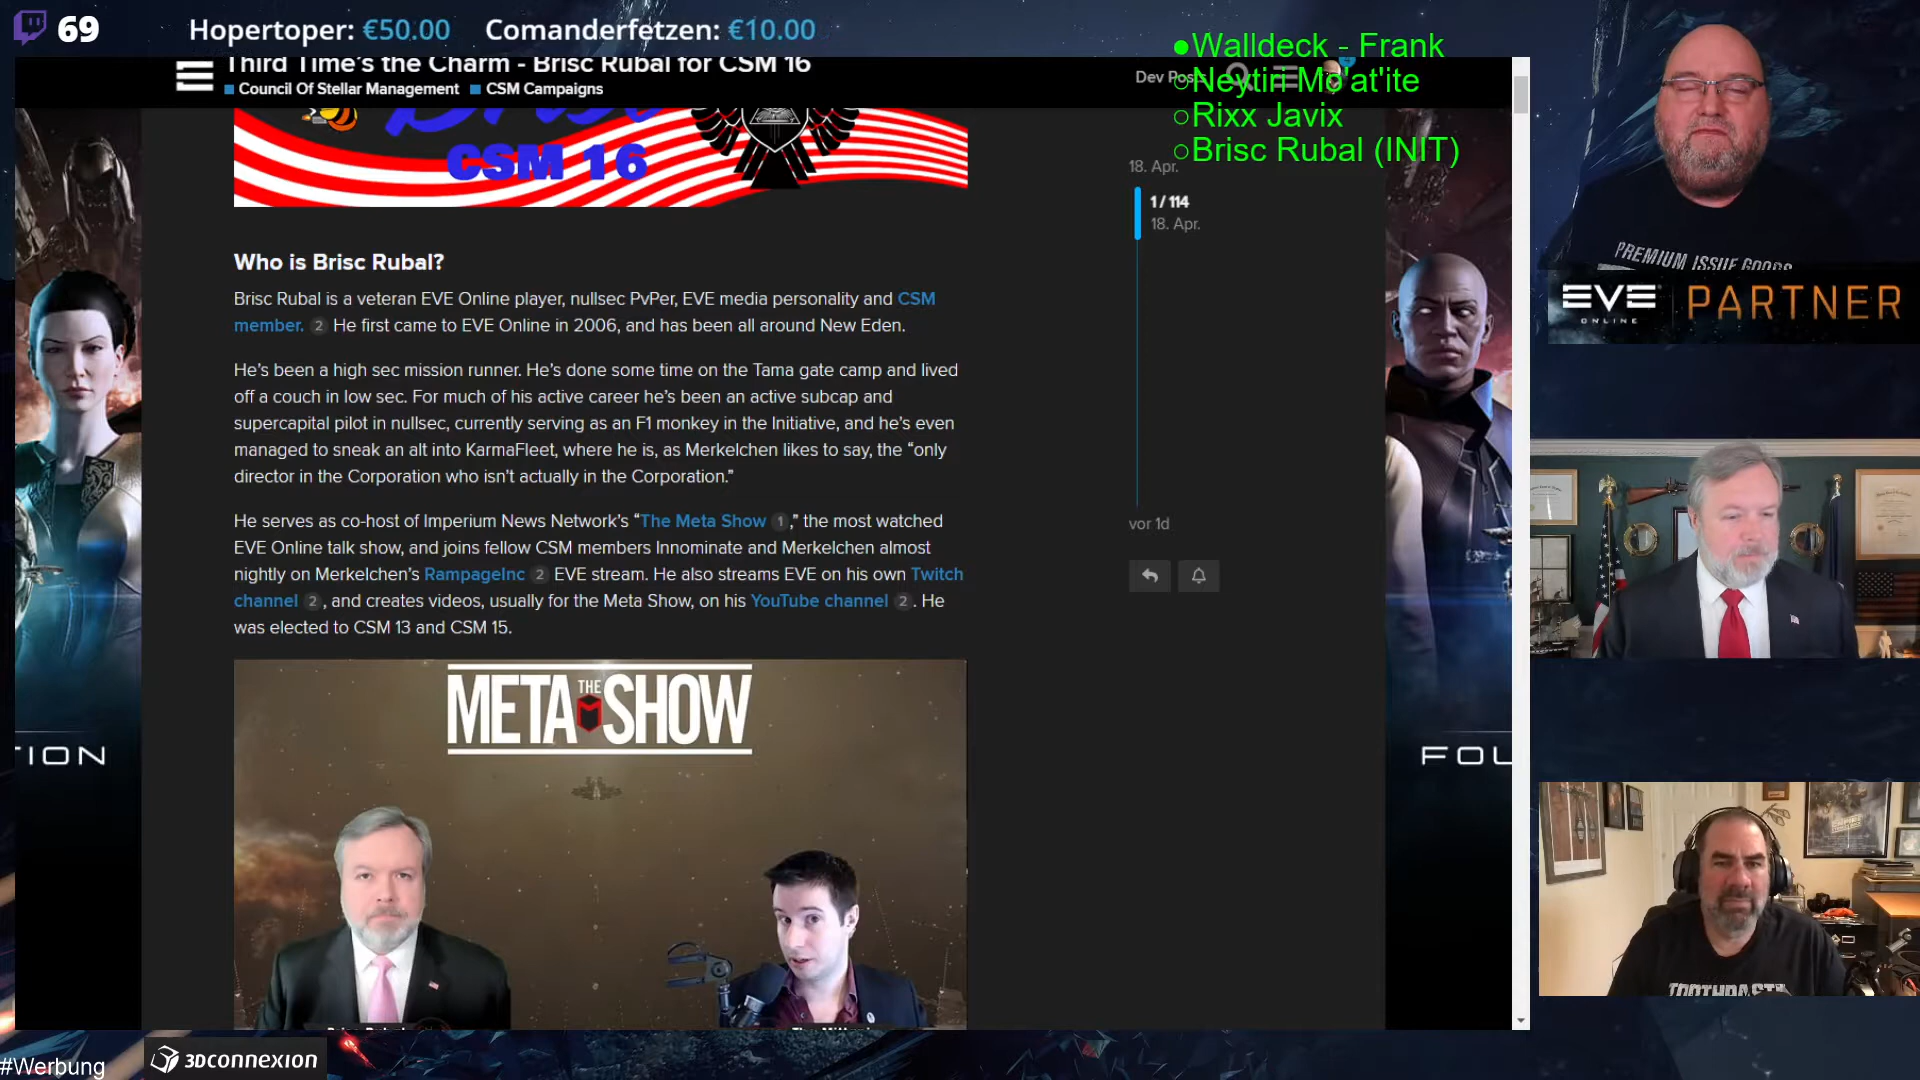 69
Hopertoper: €50.00 Comanderfetzen: €10.00
Third Time's the Charm - Brisc Rubal for CSM 16
Council Of Stellar Management CSM Campaigns
Dev Posts
Walldeck - Frank
Neytiri Mo'at'ite
Rixx Javix
Brisc Rubal (INIT)
CSM 16
18. Apr.
1 / 114
18. Apr.
vor 1d
Who is Brisc Rubal?
Brisc Rubal is a veteran EVE Online player, nullsec PvPer, EVE media personality and CSM
member. 2 He first came to EVE Online in 2006, and has been all around New Eden.
He's been a high sec mission runner. He's done some time on the Tama gate camp and lived
off a couch in low sec. For much of his active career he's been an active subcap and
supercapital pilot in nullsec, currently serving as an F1 monkey in the Initiative, and he's even
managed to sneak an alt into KarmaFleet, where he is, as Merkelchen likes to say, the “only
director in the Corporation who isn't actually in the Corporation.”
He serves as co-host of Imperium News Network's “The Meta Show 1,” the most watched
EVE Online talk show, and joins fellow CSM members Innominate and Merkelchen almost
nightly on Merkelchen's RampageInc 2 EVE stream. He also streams EVE on his own Twitch
channel 2, and creates videos, usually for the Meta Show, on his YouTube channel 2. He
was elected to CSM 13 and CSM 15.
META THE SHOW
TION
FOU
PREMIUM ISSUE GOODS
EVE ONLINE PARTNER
TOOTHPASTE
#Werbung
3DCONNEXION